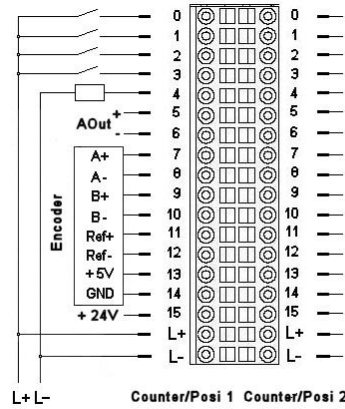 0 0
1 1
2 2
3 3
4 4
AOut + 5 5
- 6 6
Encoder
A+ 7 7
A- 8 8
B+ 9 9
B- 10 10
Ref+ 11 11
Ref- 12 12
+5V 13 13
GND 14 14
+ 24V 15 15
L+ L+
L- L-
L+ L- Counter/Posi 1 Counter/Posi 2